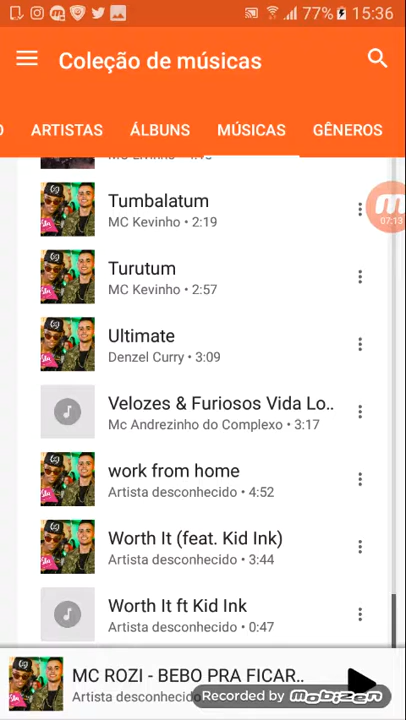 77% 15:36
Coleção de músicas
O ARTISTAS ÁLBUNS MÚSICAS GÊNEROS
Tumbalatum
MC Kevinho • 2:19
07:13
Turutum
MC Kevinho • 2:57
Ultimate
Denzel Curry • 3:09
Velozes & Furiosos Vida Lo..
Mc Andrezinho do Complexo • 3:17
work from home
Artista desconhecido • 4:52
Worth It (feat. Kid Ink)
Artista desconhecido • 3:44
Worth It ft Kid Ink
Artista desconhecido • 0:47
MC ROZI - BEBO PRA FICAR..
Artista desconhecido
Recorded by Mobizen